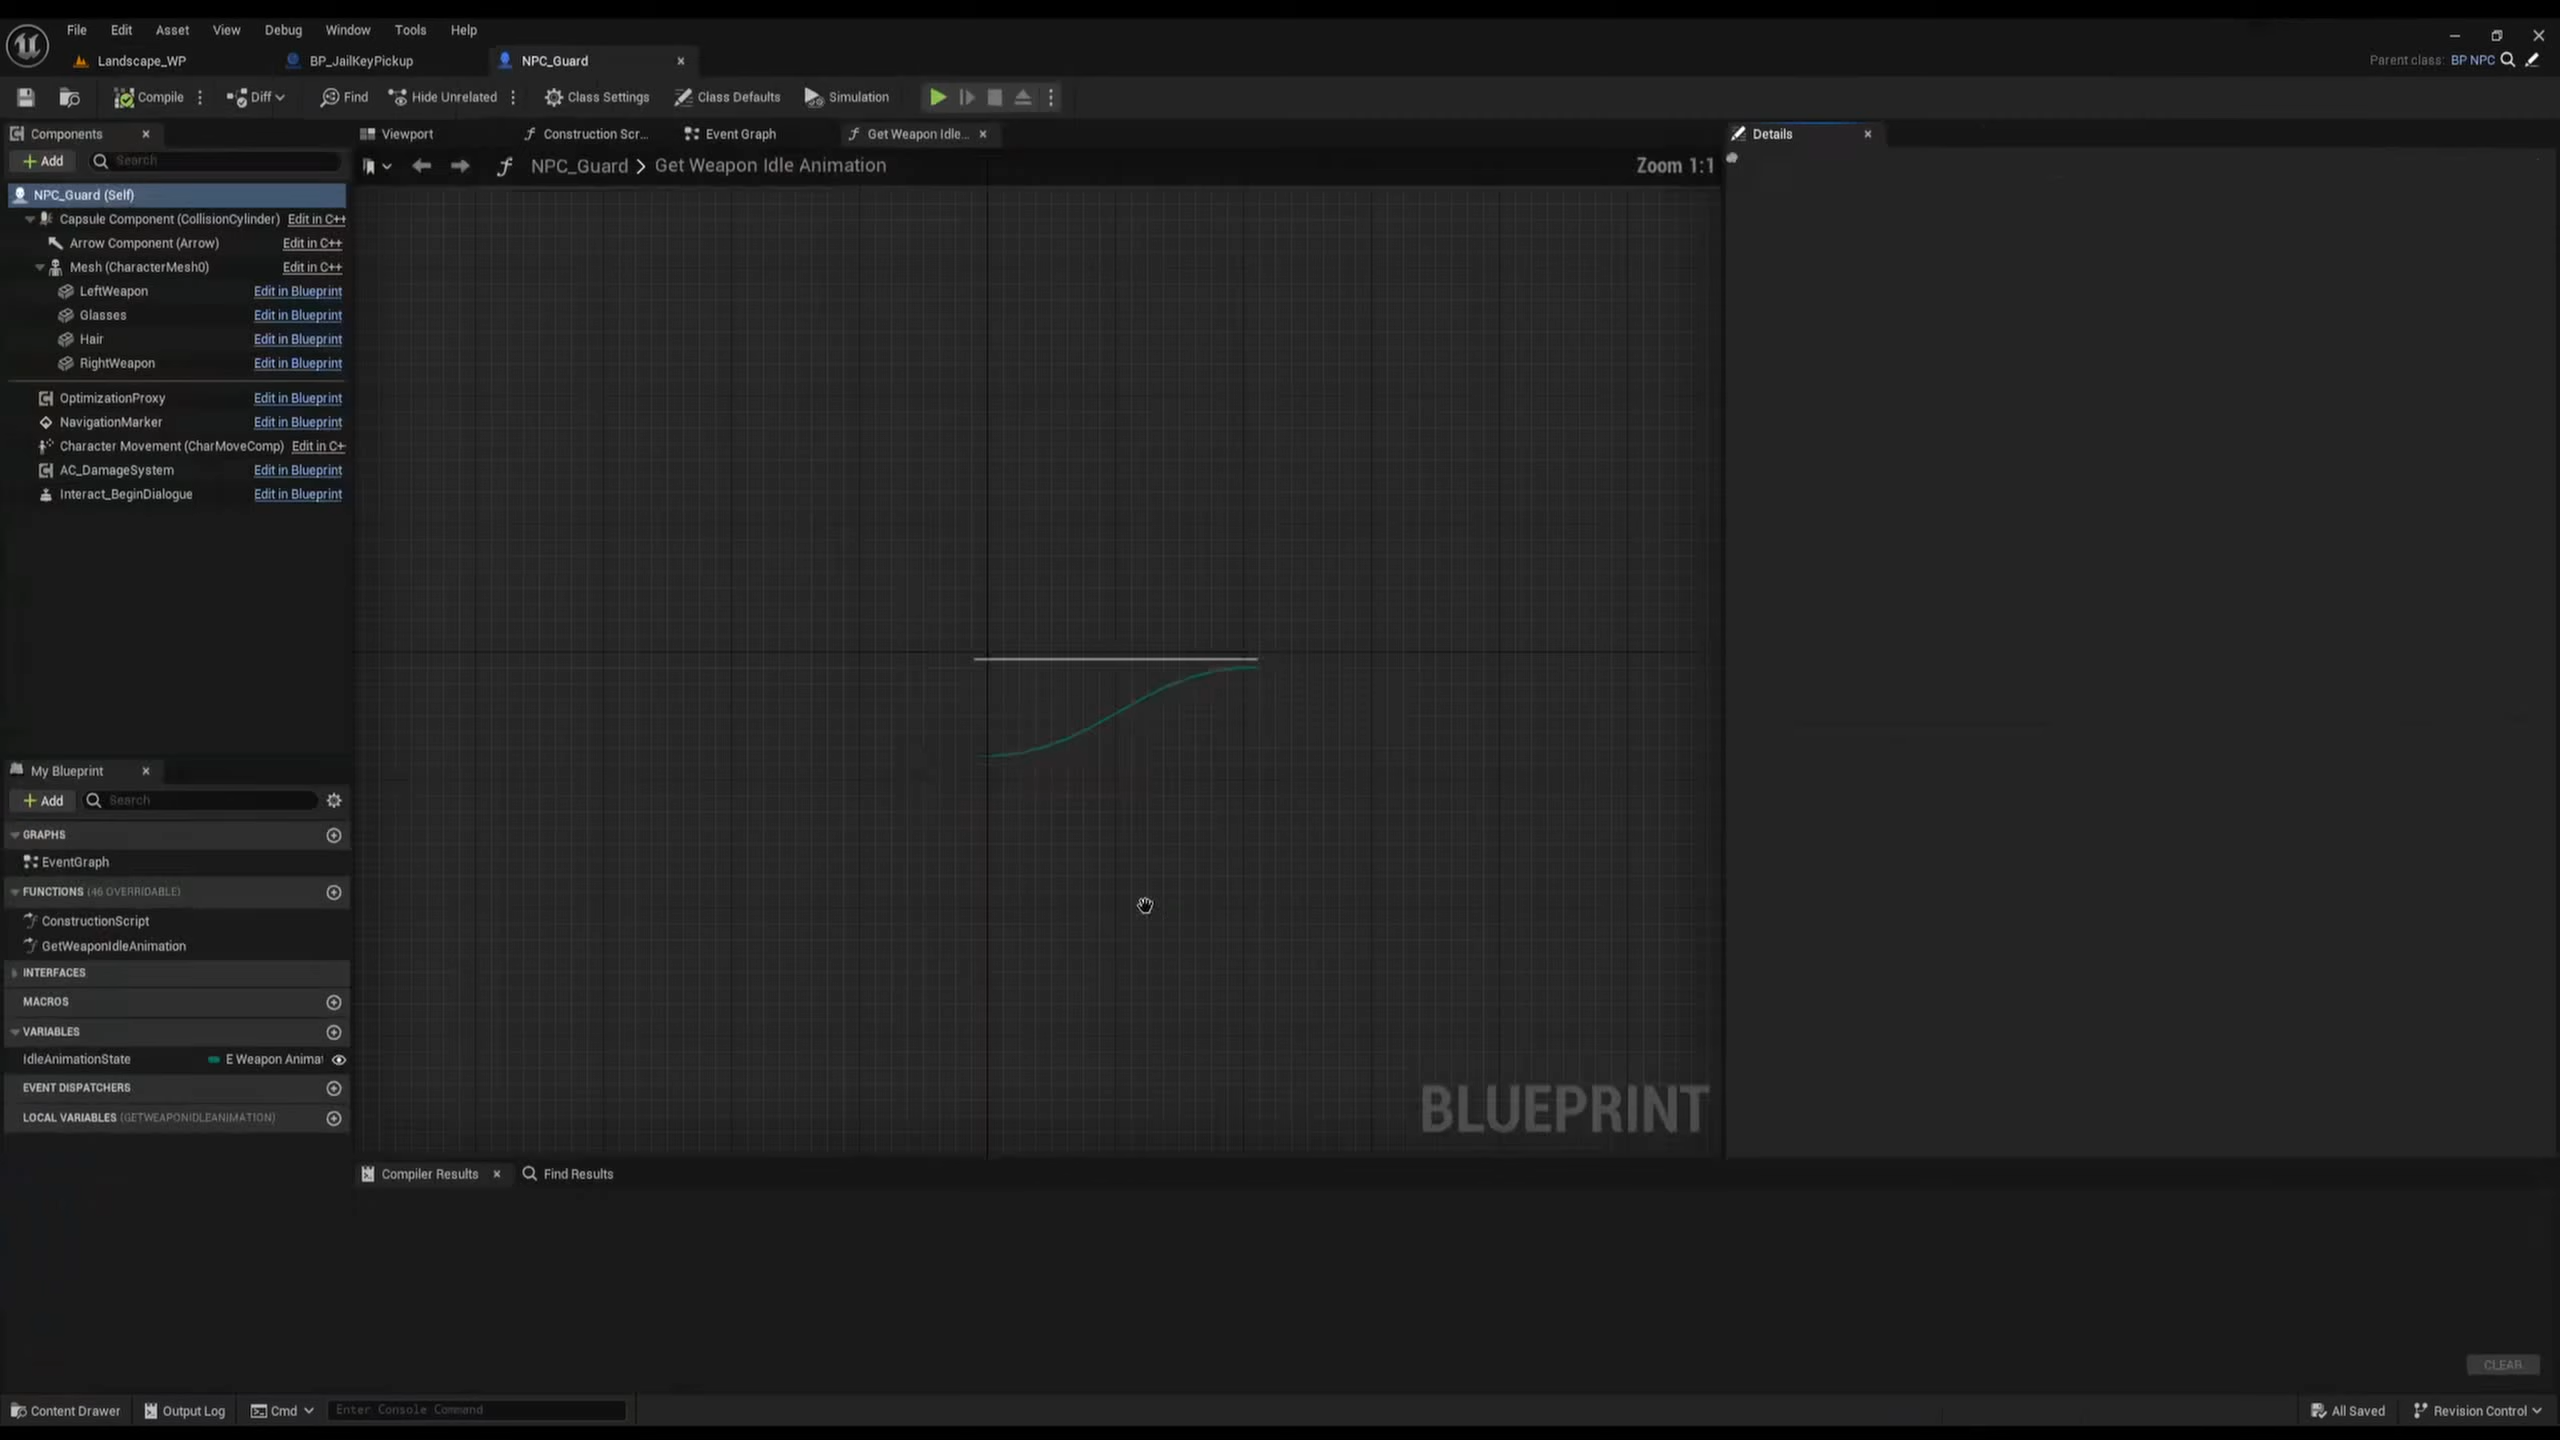 File Edit Asset View Debug Window Tools Help
Landscape_WP BP_JailKeyPickup NPC_Guard
Parent class: BP NPC
Compile Diff Find Hide Unrelated Class Settings Class Defaults Simulation
Components
Viewport Construction Scr... Event Graph Get Weapon Idle...
Details
Add Search
NPC_Guard > Get Weapon Idle Animation Zoom 1:1
NPC_Guard (Self)
Capsule Component (CollisionCylinder) Edit in C++
Arrow Component (Arrow) Edit in C++
Mesh (CharacterMesh0) Edit in C++
LeftWeapon Edit in Blueprint
Glasses Edit in Blueprint
Hair Edit in Blueprint
RightWeapon Edit in Blueprint
OptimizationProxy Edit in Blueprint
NavigationMarker Edit in Blueprint
Character Movement (CharMoveComp) Edit in C+
AC_DamageSystem Edit in Blueprint
Interact_BeginDialogue Edit in Blueprint
My Blueprint
Add Search
GRAPHS
EventGraph
FUNCTIONS (46 OVERRIDABLE)
ConstructionScript
GetWeaponIdleAnimation
INTERFACES
MACROS
VARIABLES
IdleAnimationState E Weapon Animat
EVENT DISPATCHERS
LOCAL VARIABLES (GETWEAPONIDLEANIMATION)
BLUEPRINT
Compiler Results Find Results
CLEAR
Content Drawer Output Log Cmd Enter Console Command All Saved Revision Control